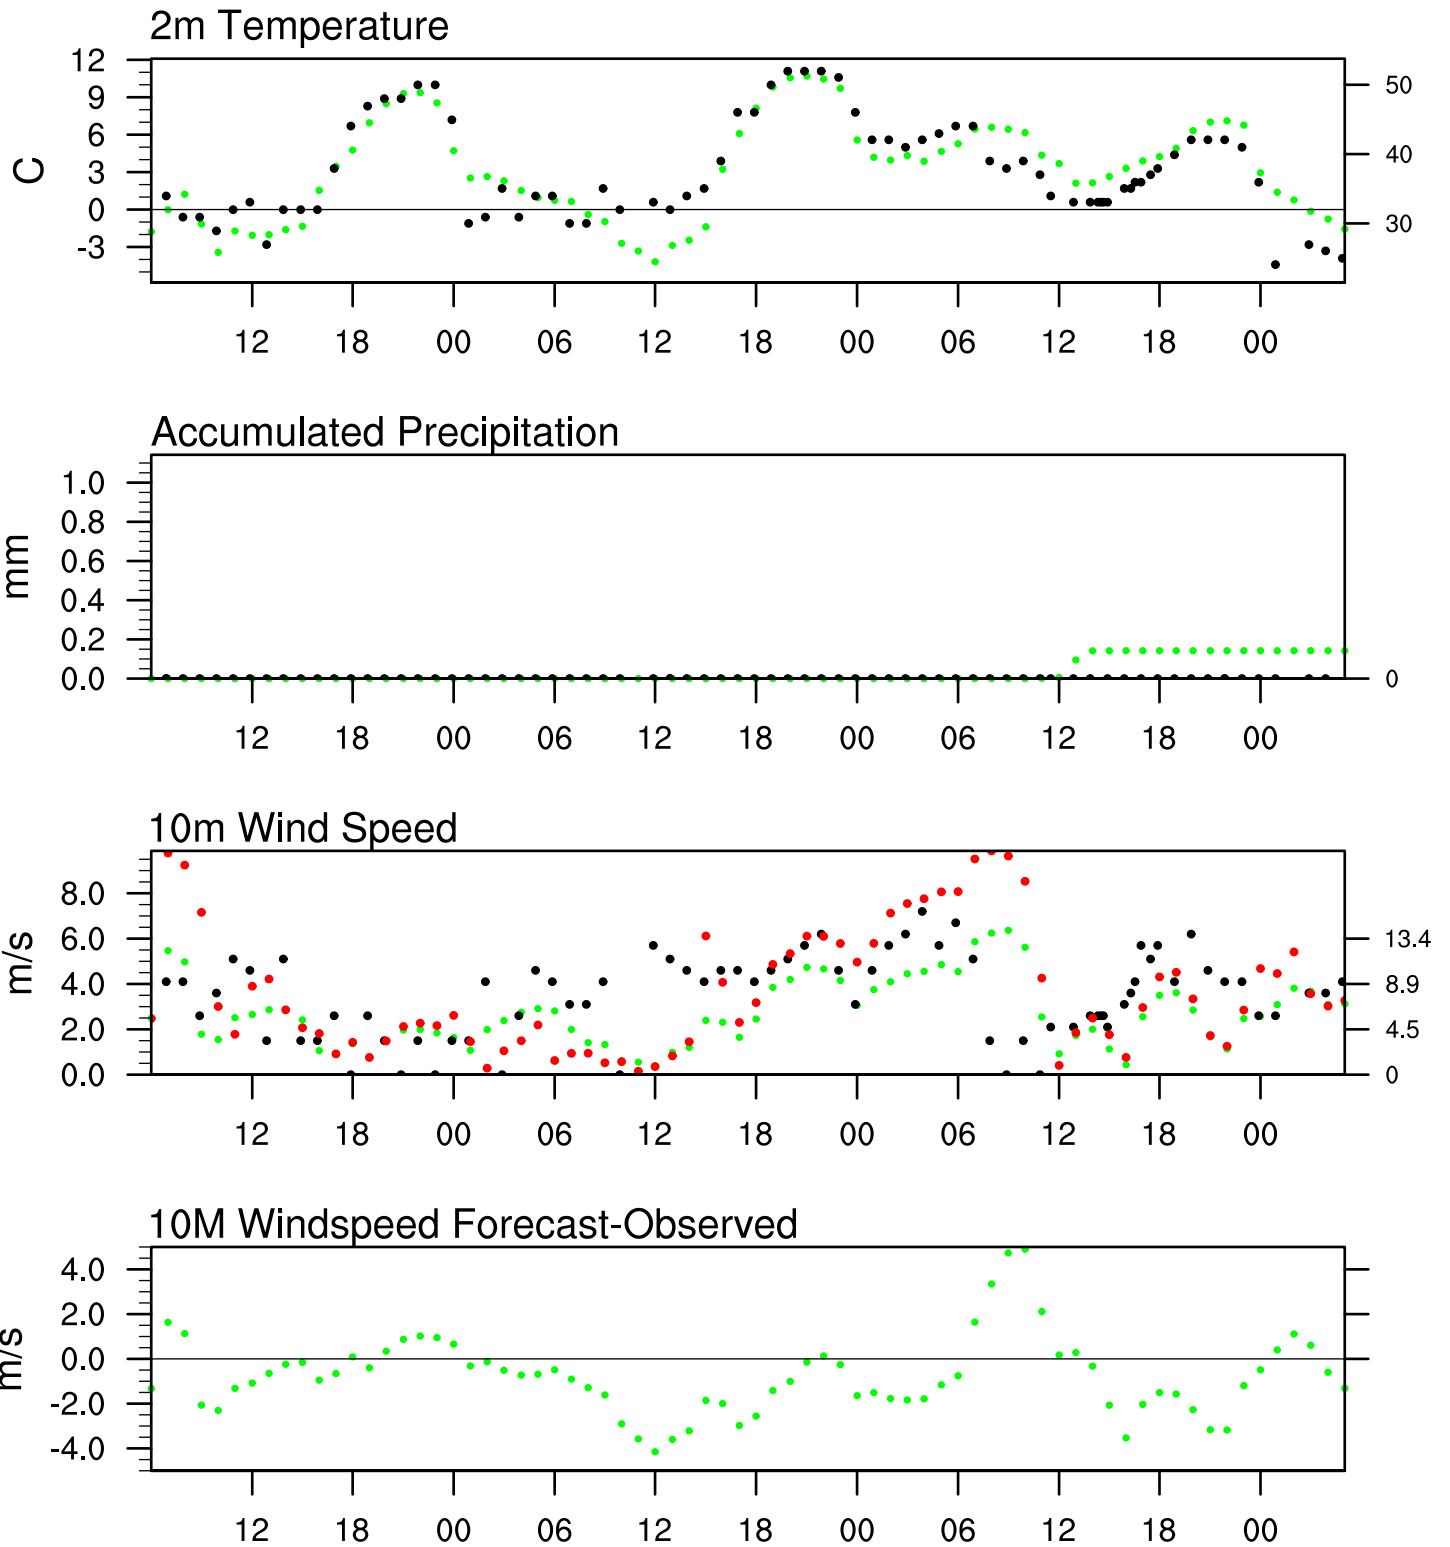 2m Temperature
12
9
6
3
0
-3
C
50
40
30
12 18 00 06 12 18 00 06 12 18 00
Accumulated Precipitation
1.0
0.8
0.6
0.4
0.2
0.0
mm
0
12 18 00 06 12 18 00 06 12 18 00
10m Wind Speed
8.0
6.0
4.0
2.0
0.0
m/s
13.4
8.9
4.5
0
12 18 00 06 12 18 00 06 12 18 00
10M Windspeed Forecast-Observed
4.0
2.0
0.0
-2.0
-4.0
m/s
12 18 00 06 12 18 00 06 12 18 00